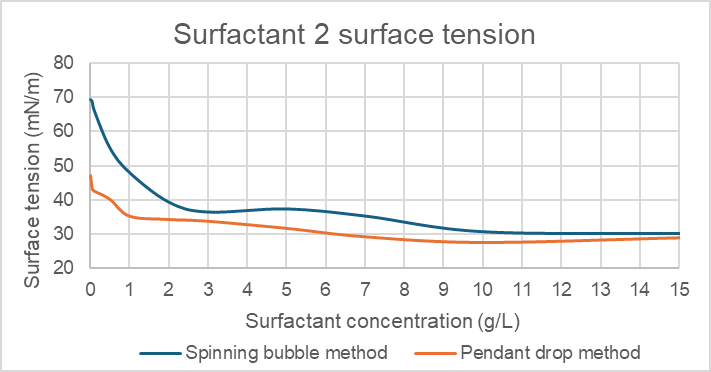 Surfactant 2 surface tension
Surface tension (mN/m)
80
70
60
50
40
30
20
0 1 2 3 4 5 6 7 8 9 10 11 12 13 14 15
Surfactant concentration (g/L)
Spinning bubble method Pendant drop method